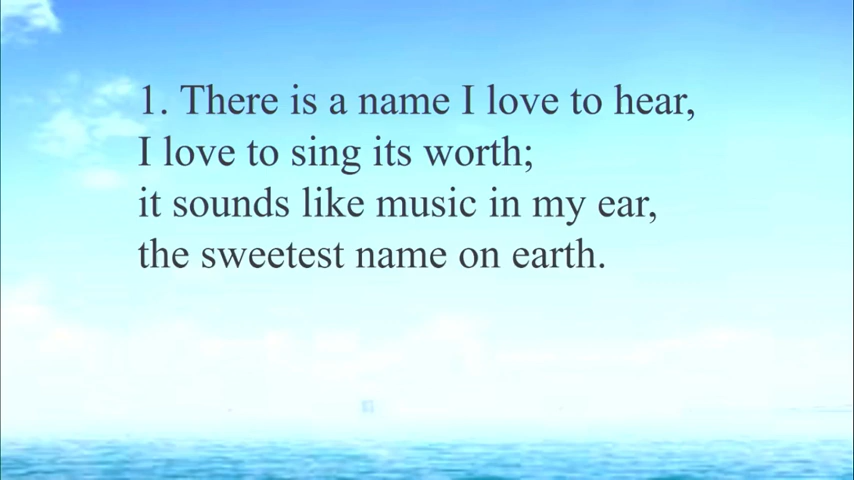 1. There is a name I love to hear,
I love to sing its worth;
it sounds like music in my ear,
the sweetest name on earth.